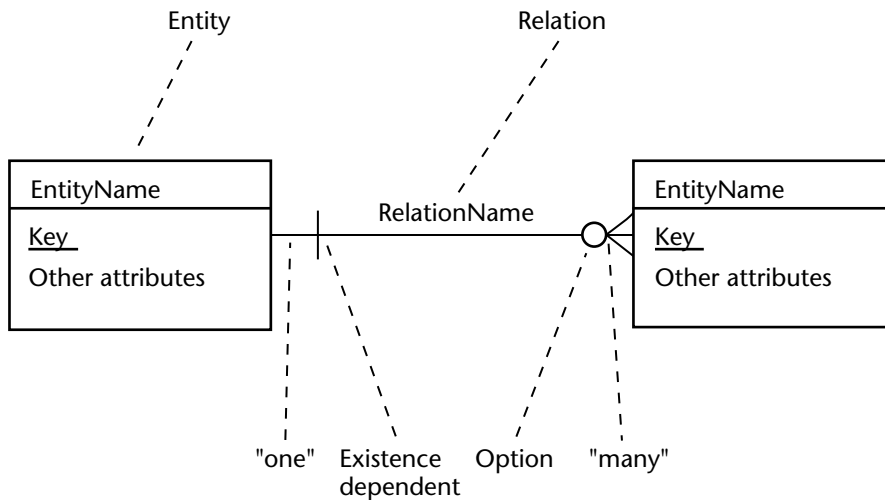 Entity
Relation
EntityName
Key
Other attributes
RelationName
EntityName
Key
Other attributes
"one"
Existence
dependent
Option
"many"